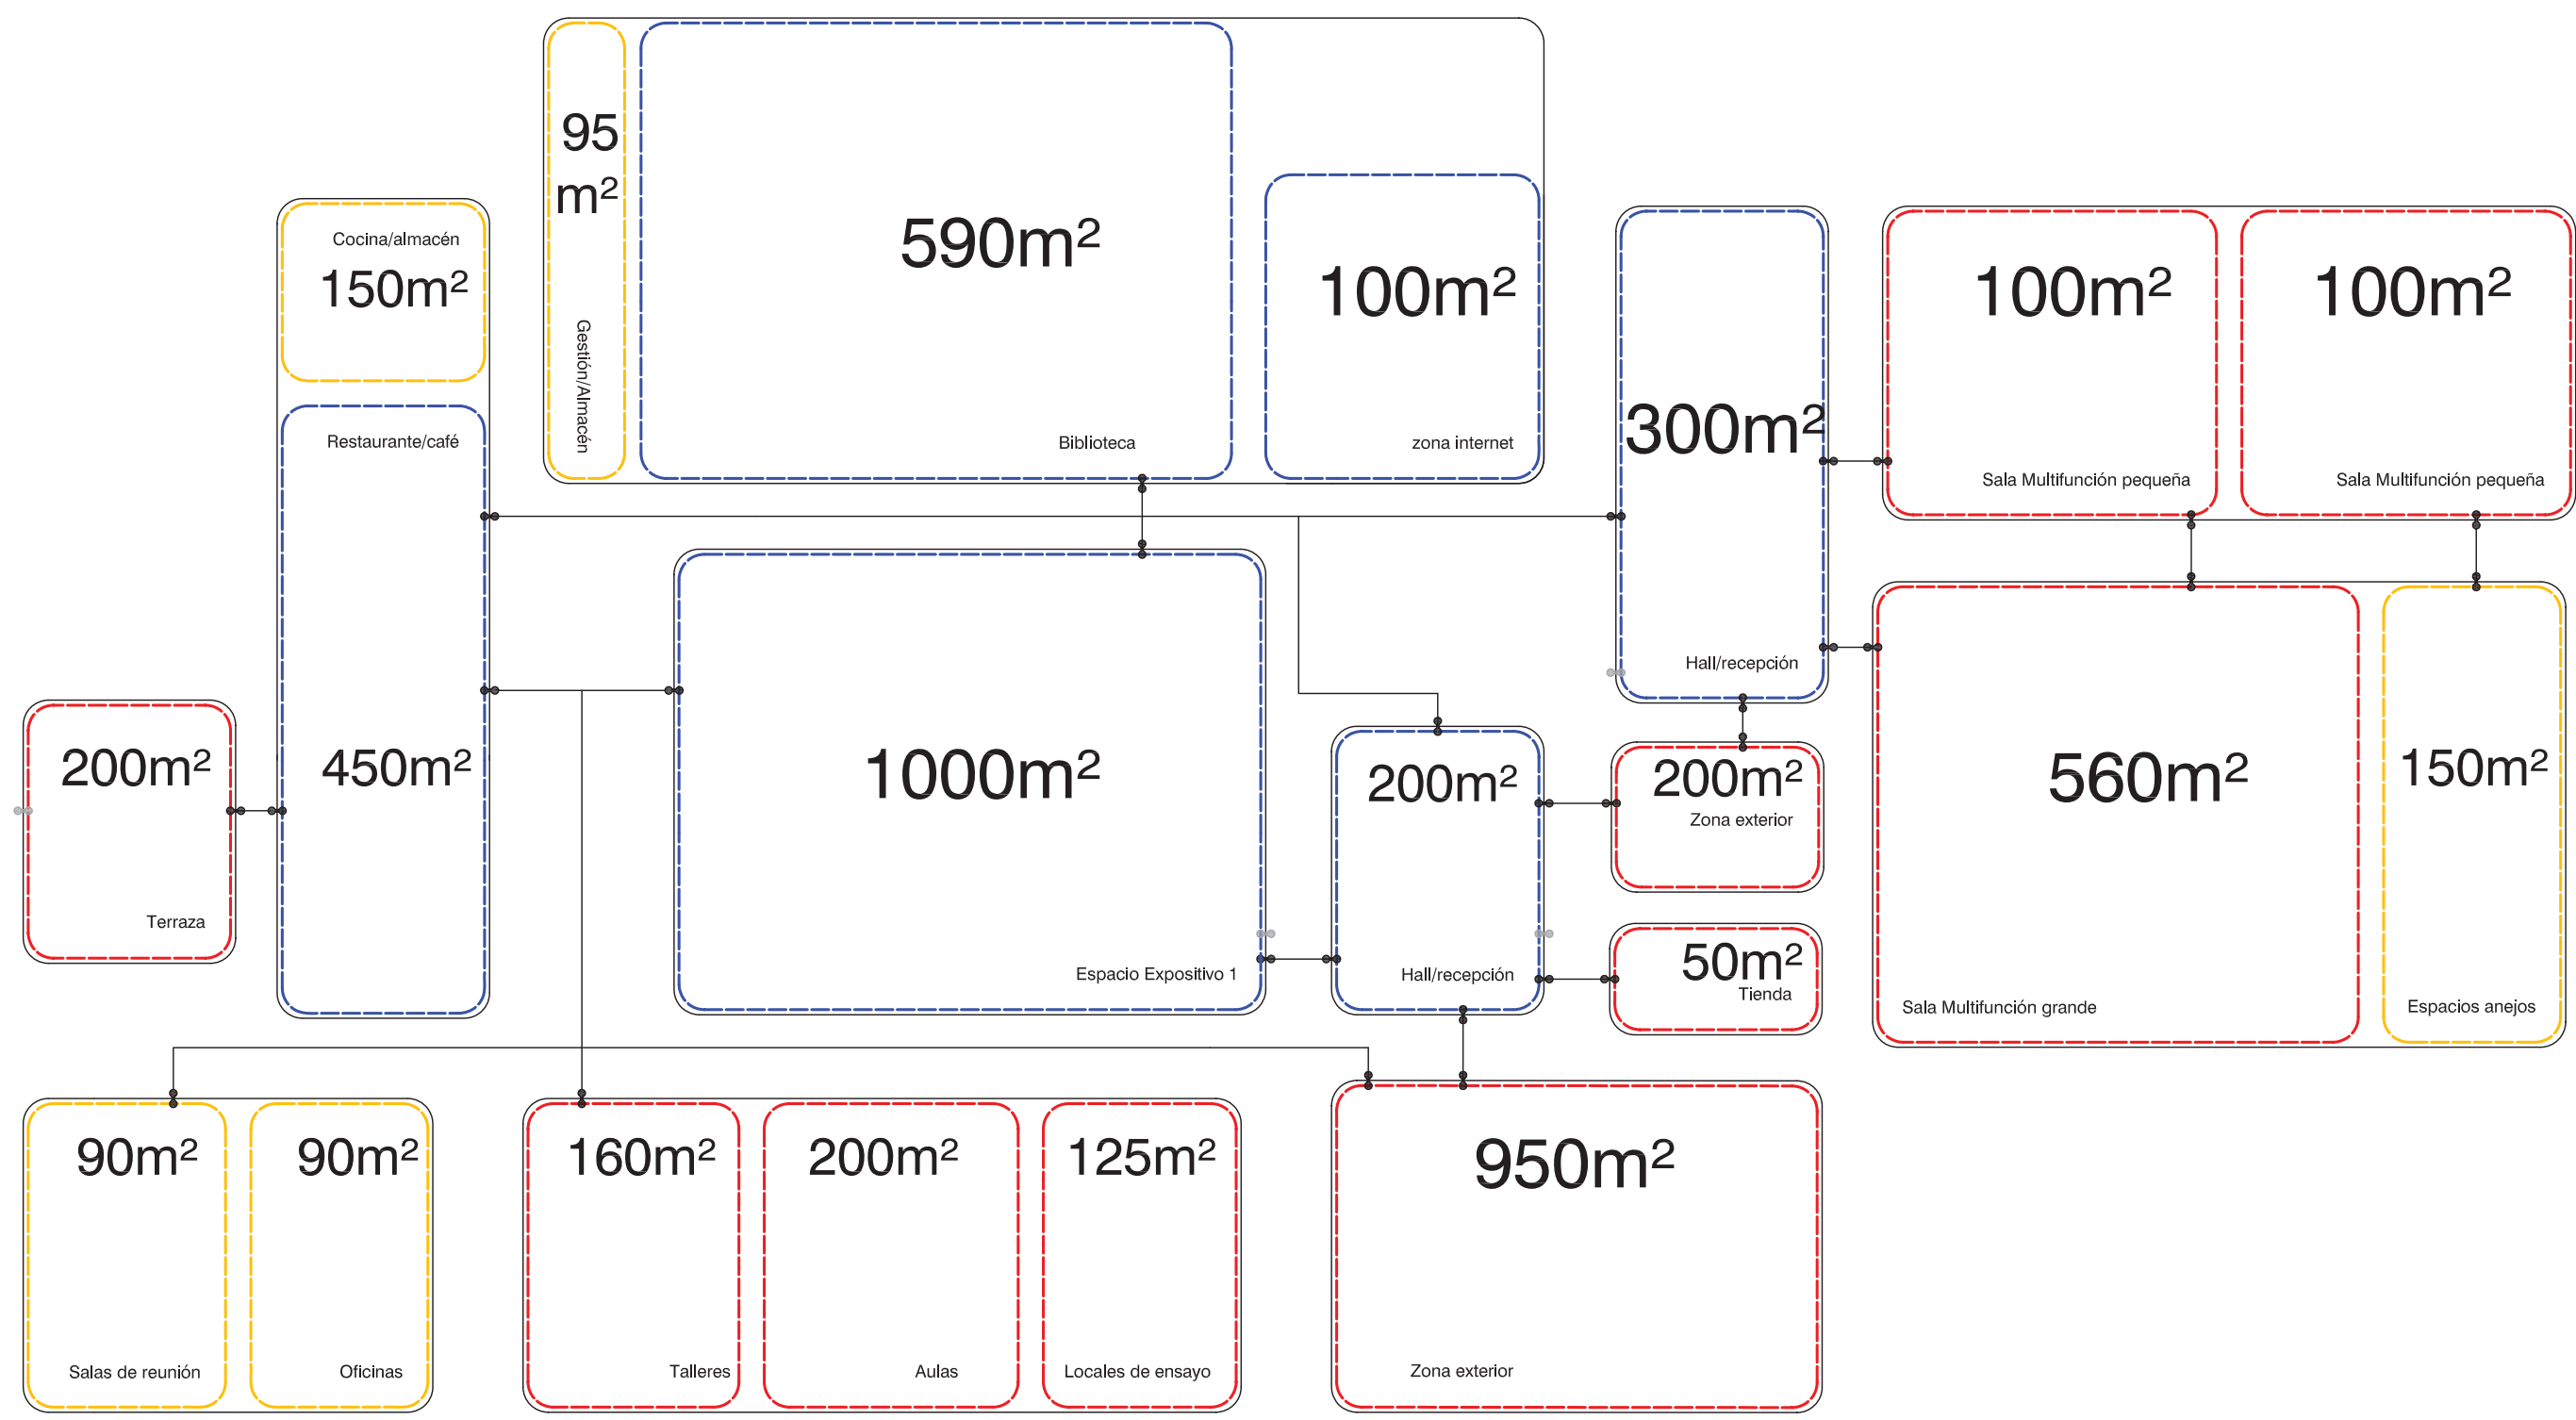 95
m²
Gestión/Almacén
590m²
Biblioteca
100m²
zona internet
Cocina/almacén
150m²
Restaurante/café
450m²
300m²
Hall/recepción
100m²
Sala Multifunción pequeña
100m²
Sala Multifunción pequeña
200m²
Terraza
1000m²
Espacio Expositivo 1
200m²
Hall/recepción
200m²
Zona exterior
50m²
Tienda
560m²
Sala Multifunción grande
150m²
Espacios anejos
90m²
Salas de reunión
90m²
Oficinas
160m²
Talleres
200m²
Aulas
125m²
Locales de ensayo
950m²
Zona exterior